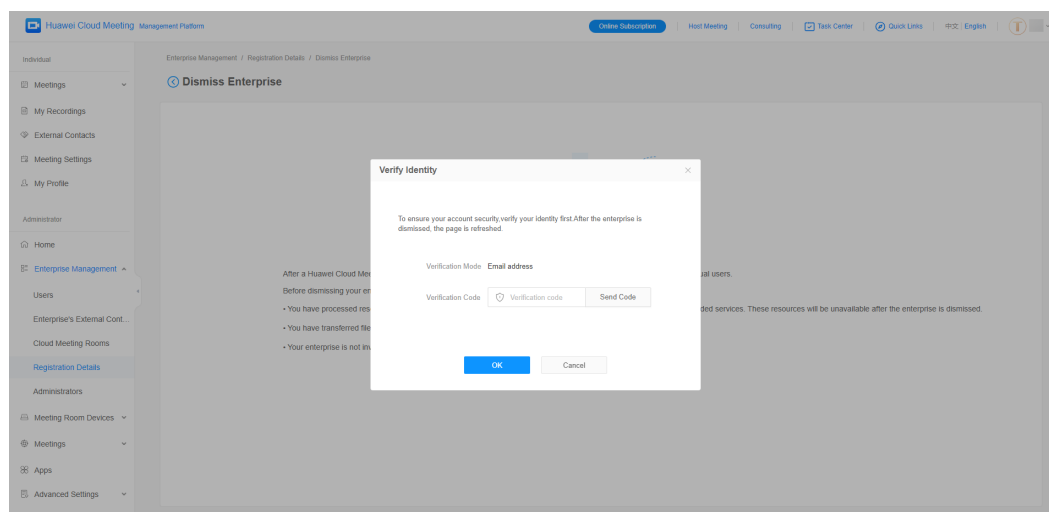 Huawei Cloud Meeting Management Platform
Online Subscription
Host Meeting
Consulting
Task Center
Quick Links
中文 English
Individual
Meetings
My Recordings
External Contacts
Meeting Settings
My Profile
Administrator
Home
Enterprise Management
Users
Enterprise's External Cont...
Cloud Meeting Rooms
Registration Details
Administrators
Meeting Room Devices
Meetings
Apps
Advanced Settings
Enterprise Management / Registration Details / Dismiss Enterprise
Dismiss Enterprise
After a Huawei Cloud Mee
ual users.
Before dismissing your en
• You have processed res
ded services. These resources will be unavailable after the enterprise is dismissed.
• You have transferred file
• Your enterprise is not inv
Verify Identity
To ensure your account security,verify your identity first.After the enterprise is
dismissed, the page is refreshed.
Verification Mode Email address
Verification Code Verification code Send Code
OK Cancel